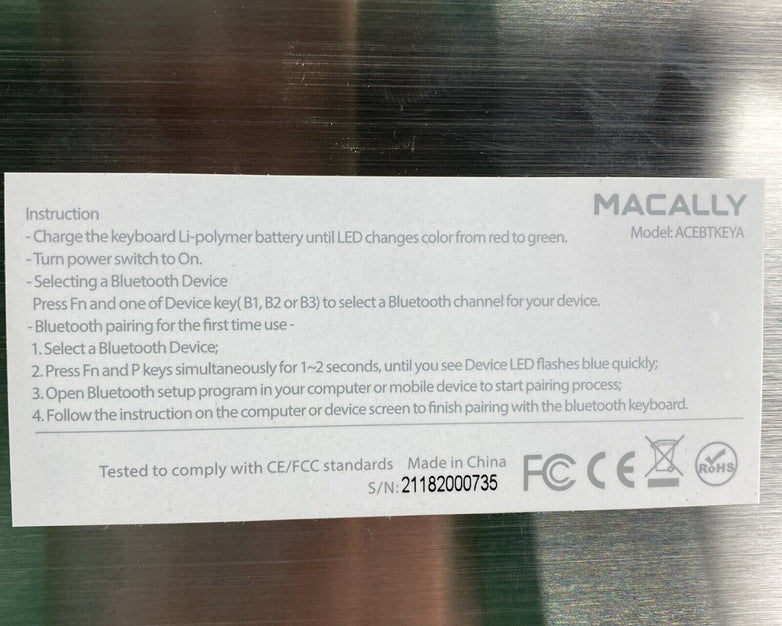 MACALLY
Model: ACEBTKEYA
Instruction
- Charge the keyboard Li-polymer battery until LED changes color from red to green.
- Turn power switch to On.
- Selecting a Bluetooth Device
Press Fn and one of Device key( B1, B2 or B3) to select a Bluetooth channel for your device.
- Bluetooth pairing for the first time use -
1. Select a Bluetooth Device;
2. Press Fn and P keys simultaneously for 1~2 seconds, until you see Device LED flashes blue quickly;
3. Open Bluetooth setup program in your computer or mobile device to start pairing process;
4. Follow the instruction on the computer or device screen to finish pairing with the bluetooth keyboard.
Tested to comply with CE/FCC standards Made in China
S/N: 21182000735
FC CE RoHS